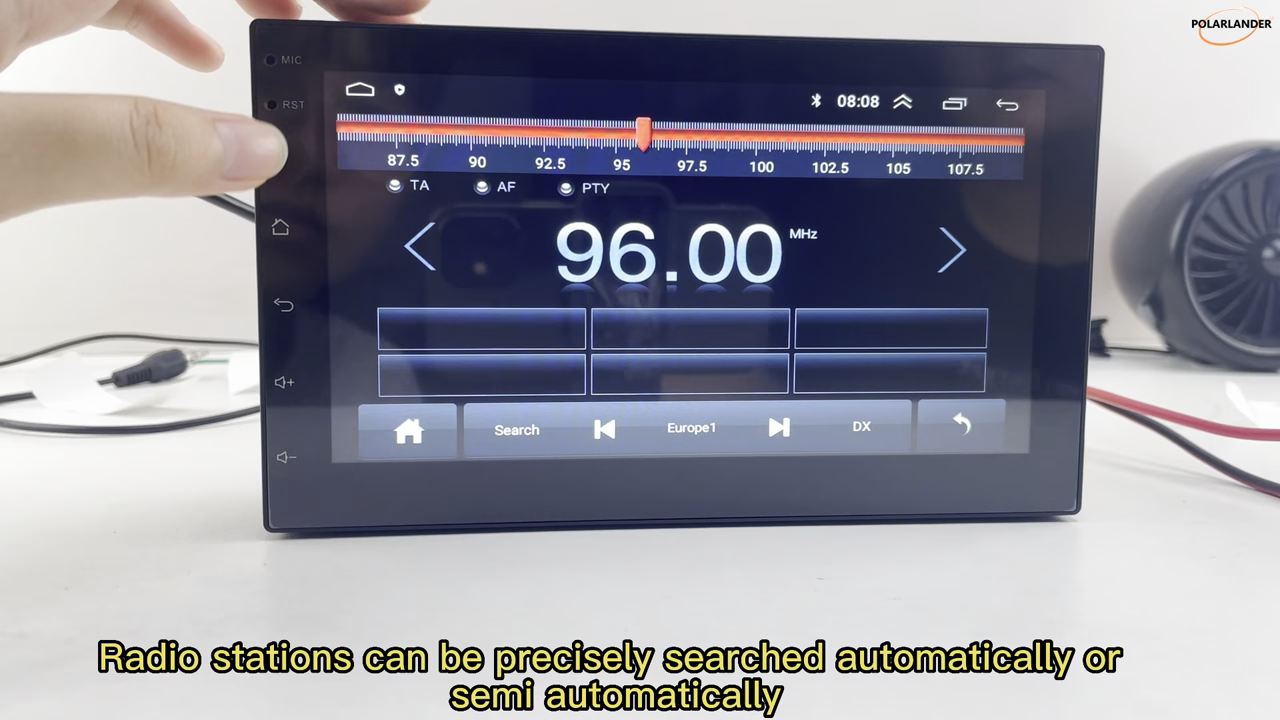 POLARLANDER
MIC
RST
08:08
87.5 90 92.5 95 97.5 100 102.5 105 107.5
TA AF PTY
96.00 MHz
Search Europe1 DX
Radio stations can be precisely searched automatically or
semi automatically